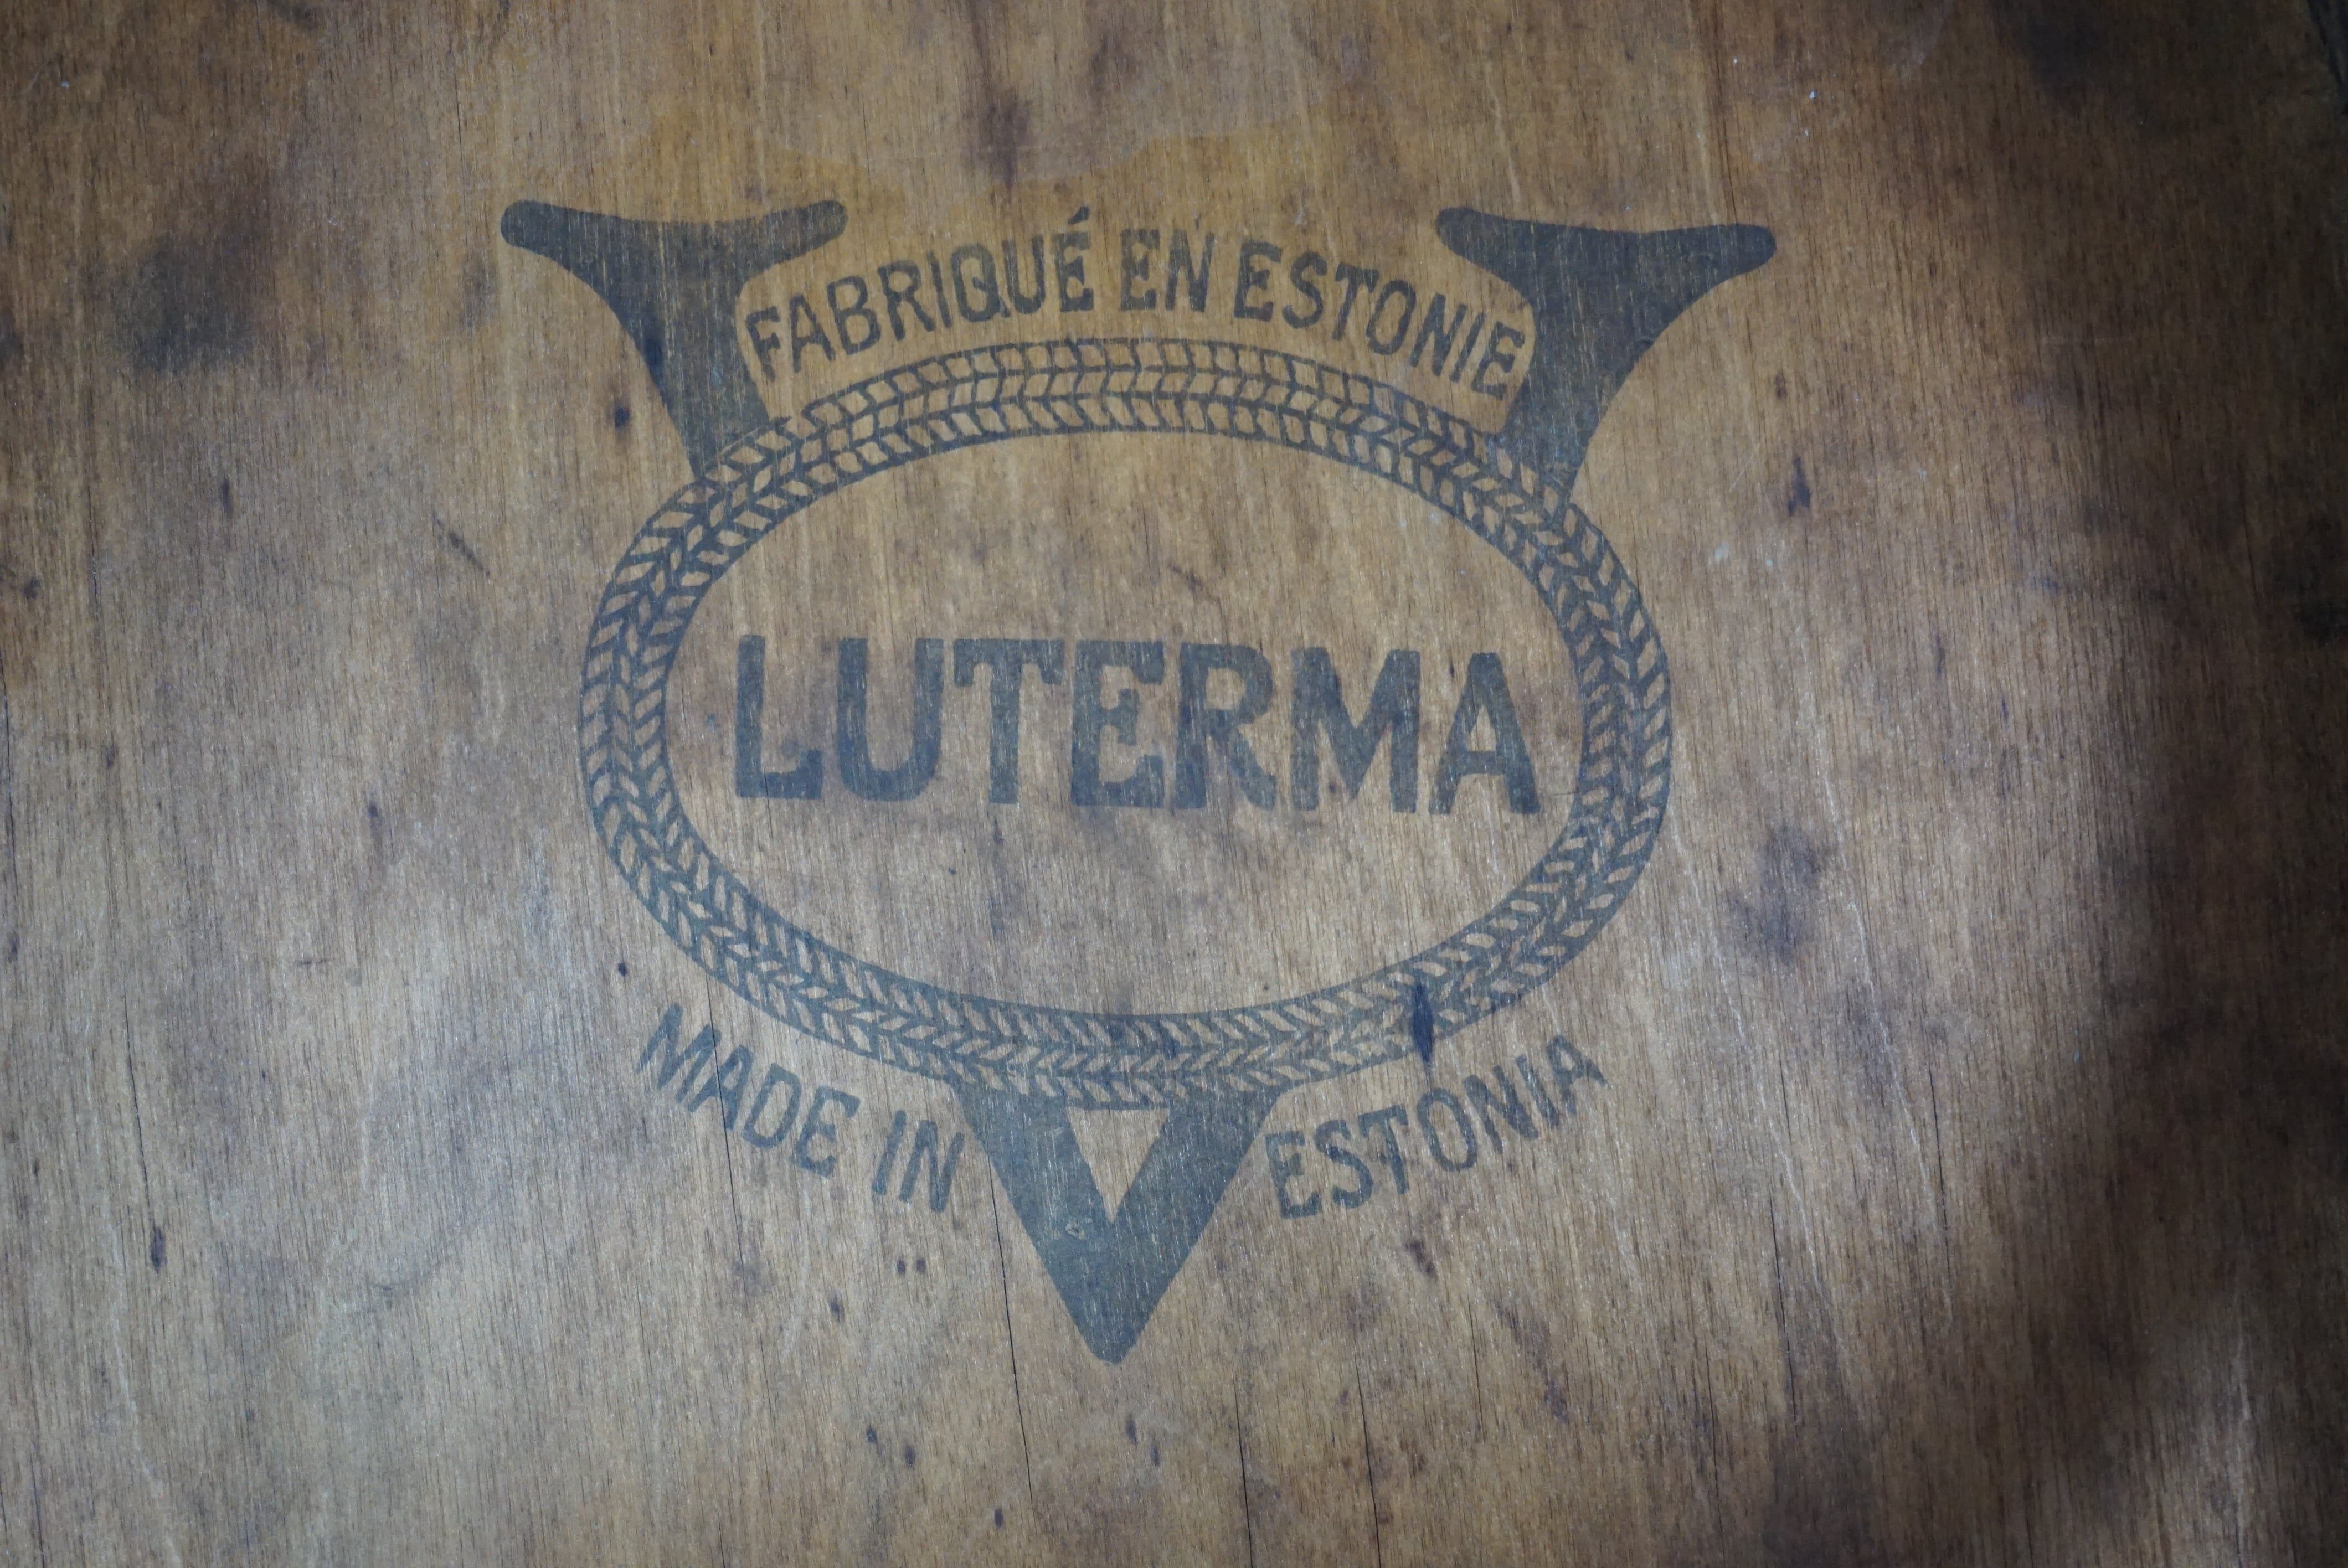 FABRIQUÉ EN ESTONIE
LUTERMA
MADE IN ESTONIA